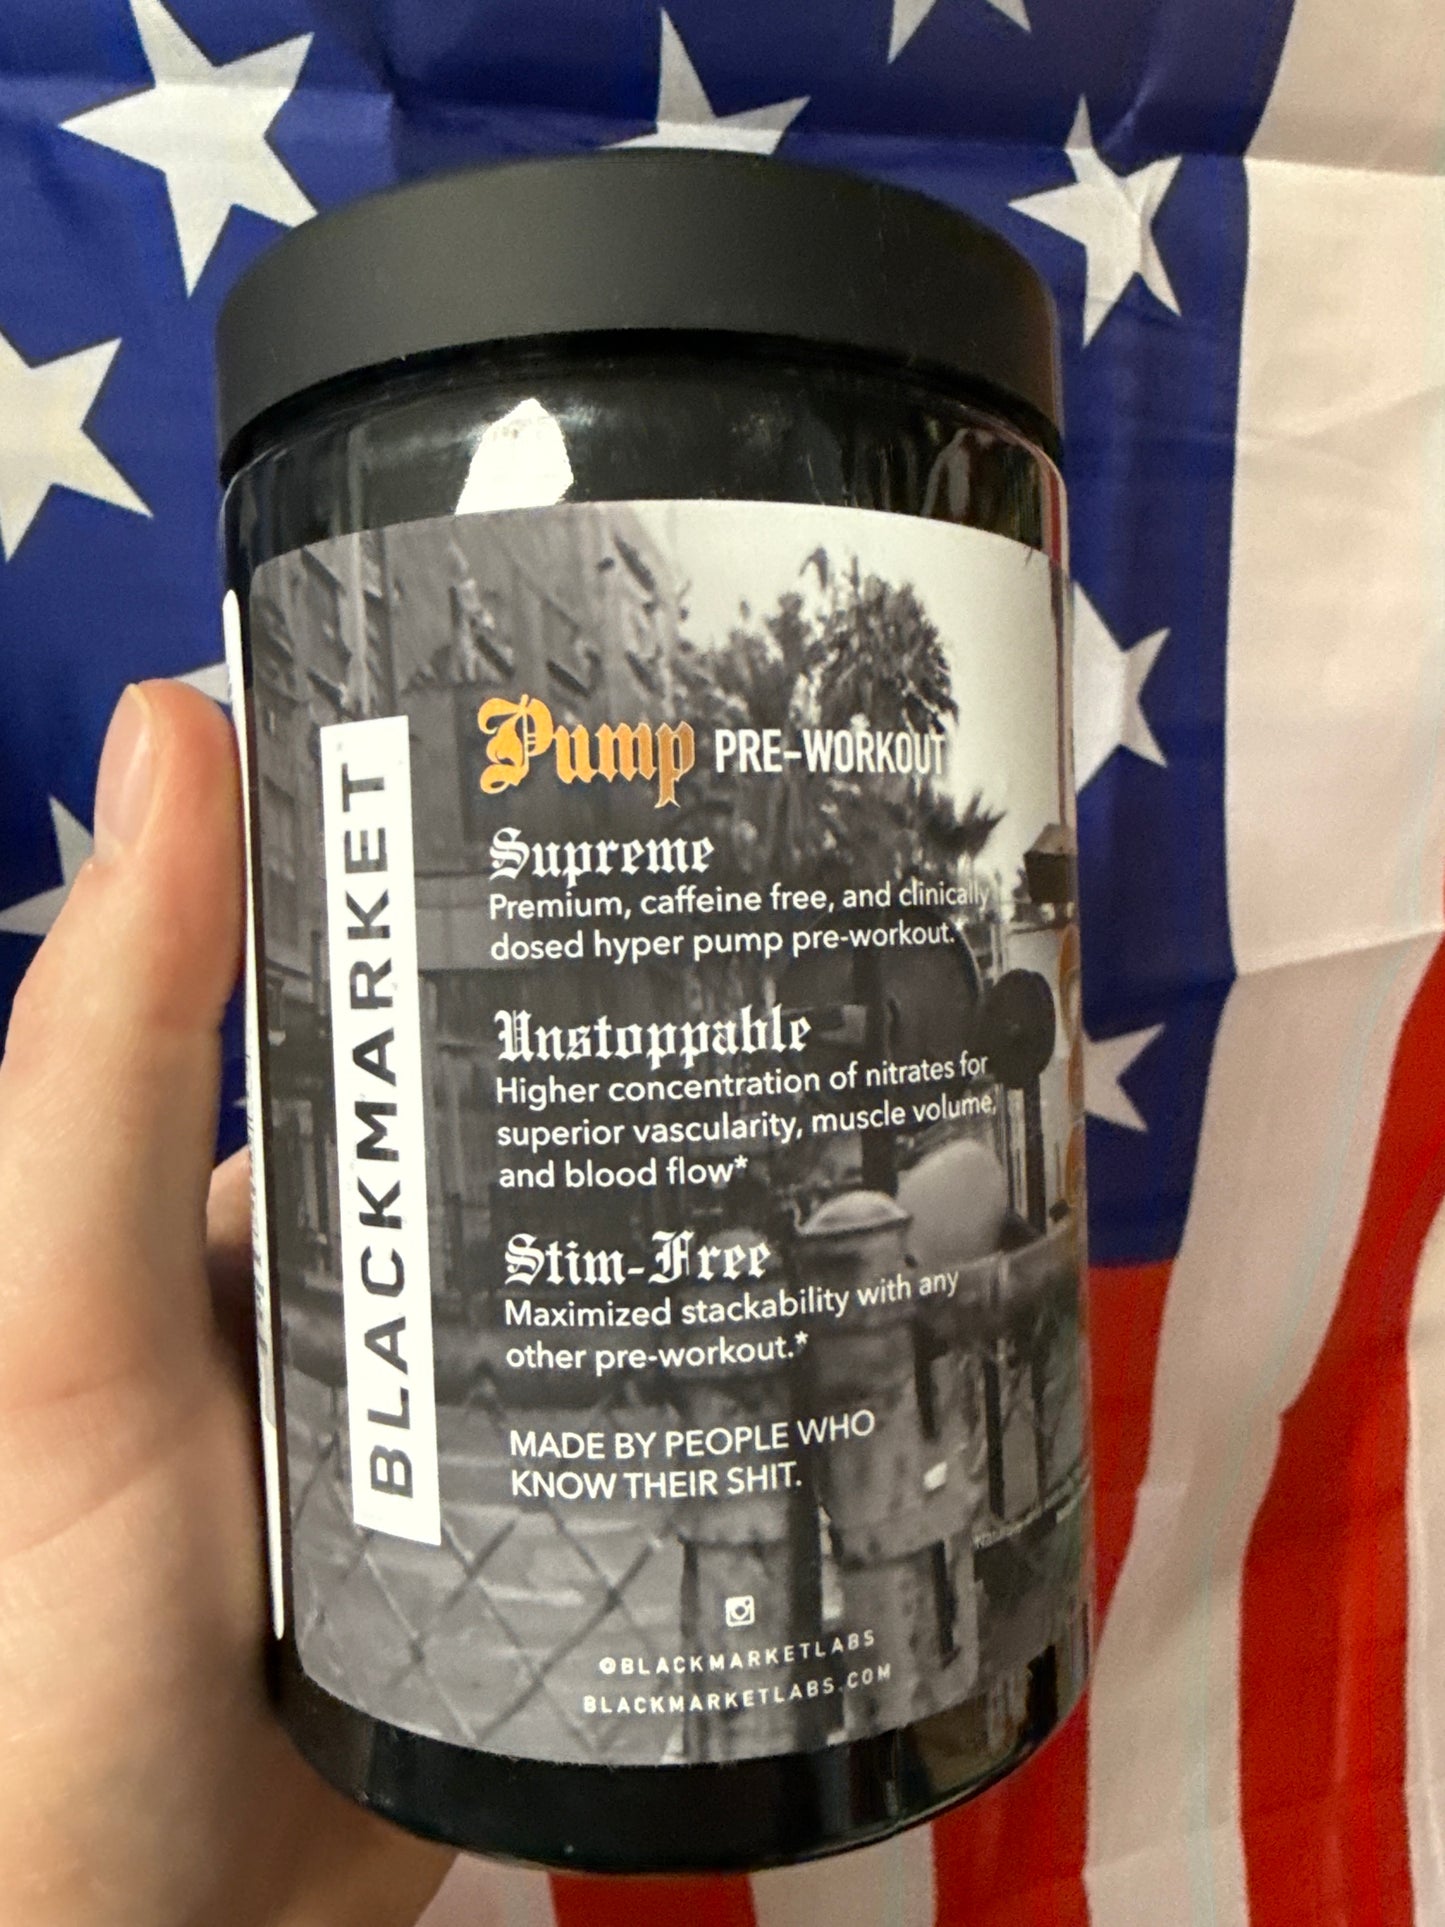 BLACKMARKET
Pump PRE-WORKOUT
Supreme
Premium, caffeine free, and clinically
dosed hyper pump pre-workout.*
Unstoppable
Higher concentration of nitrates for
superior vascularity, muscle volume,
and blood flow*
Stim-Free
Maximized stackability with any
other pre-workout.*
MADE BY PEOPLE WHO
KNOW THEIR SHIT.
@BLACKMARKETLABS
BLACKMARKETLABS.COM